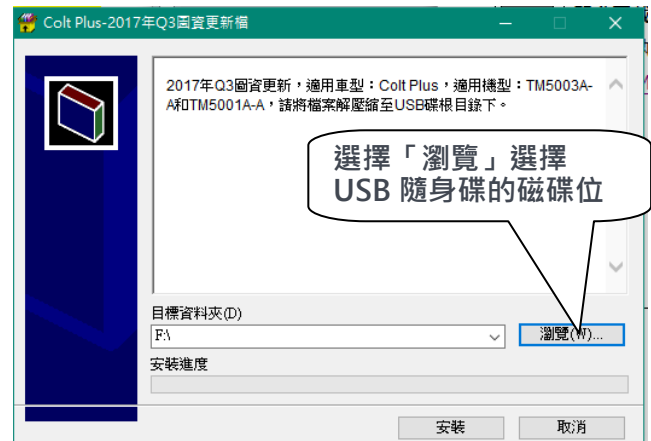 Colt Plus-2017年Q3圖資更新檔
2017年Q3圖資更新，適用車型：Colt Plus，適用機型：TM5003A-
A和TM5001A-A，請將檔案解壓縮至USB碟根目錄下。
選擇「瀏覽」選擇
USB 隨身碟的磁碟位
目標資料夾(D)
F:\
瀏覽(W)...
安裝進度
安裝
取消